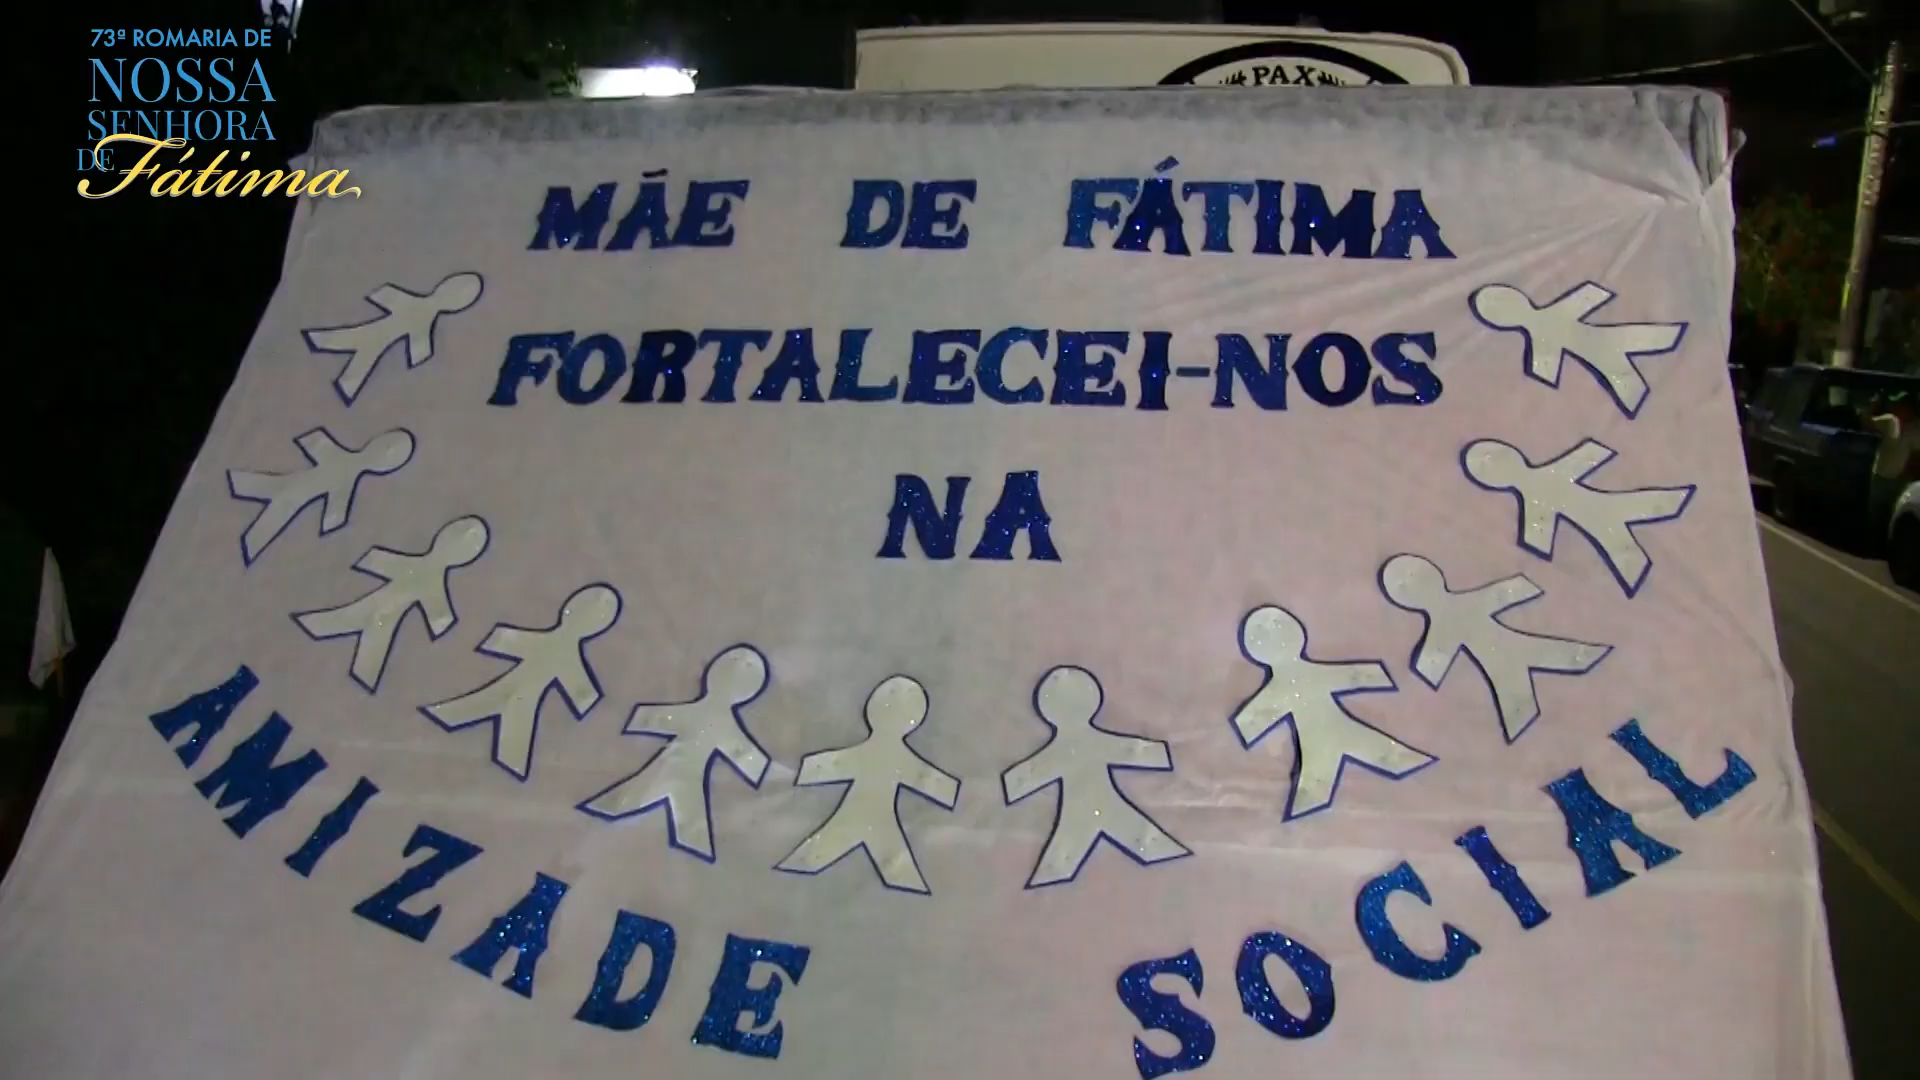 73ª ROMARIA DE
NOSSA
SENHORA
DE Fátima
PAX
MÃE DE FÁTIMA
FORTALECEI-NOS
NA
AMIZADE SOCIAL